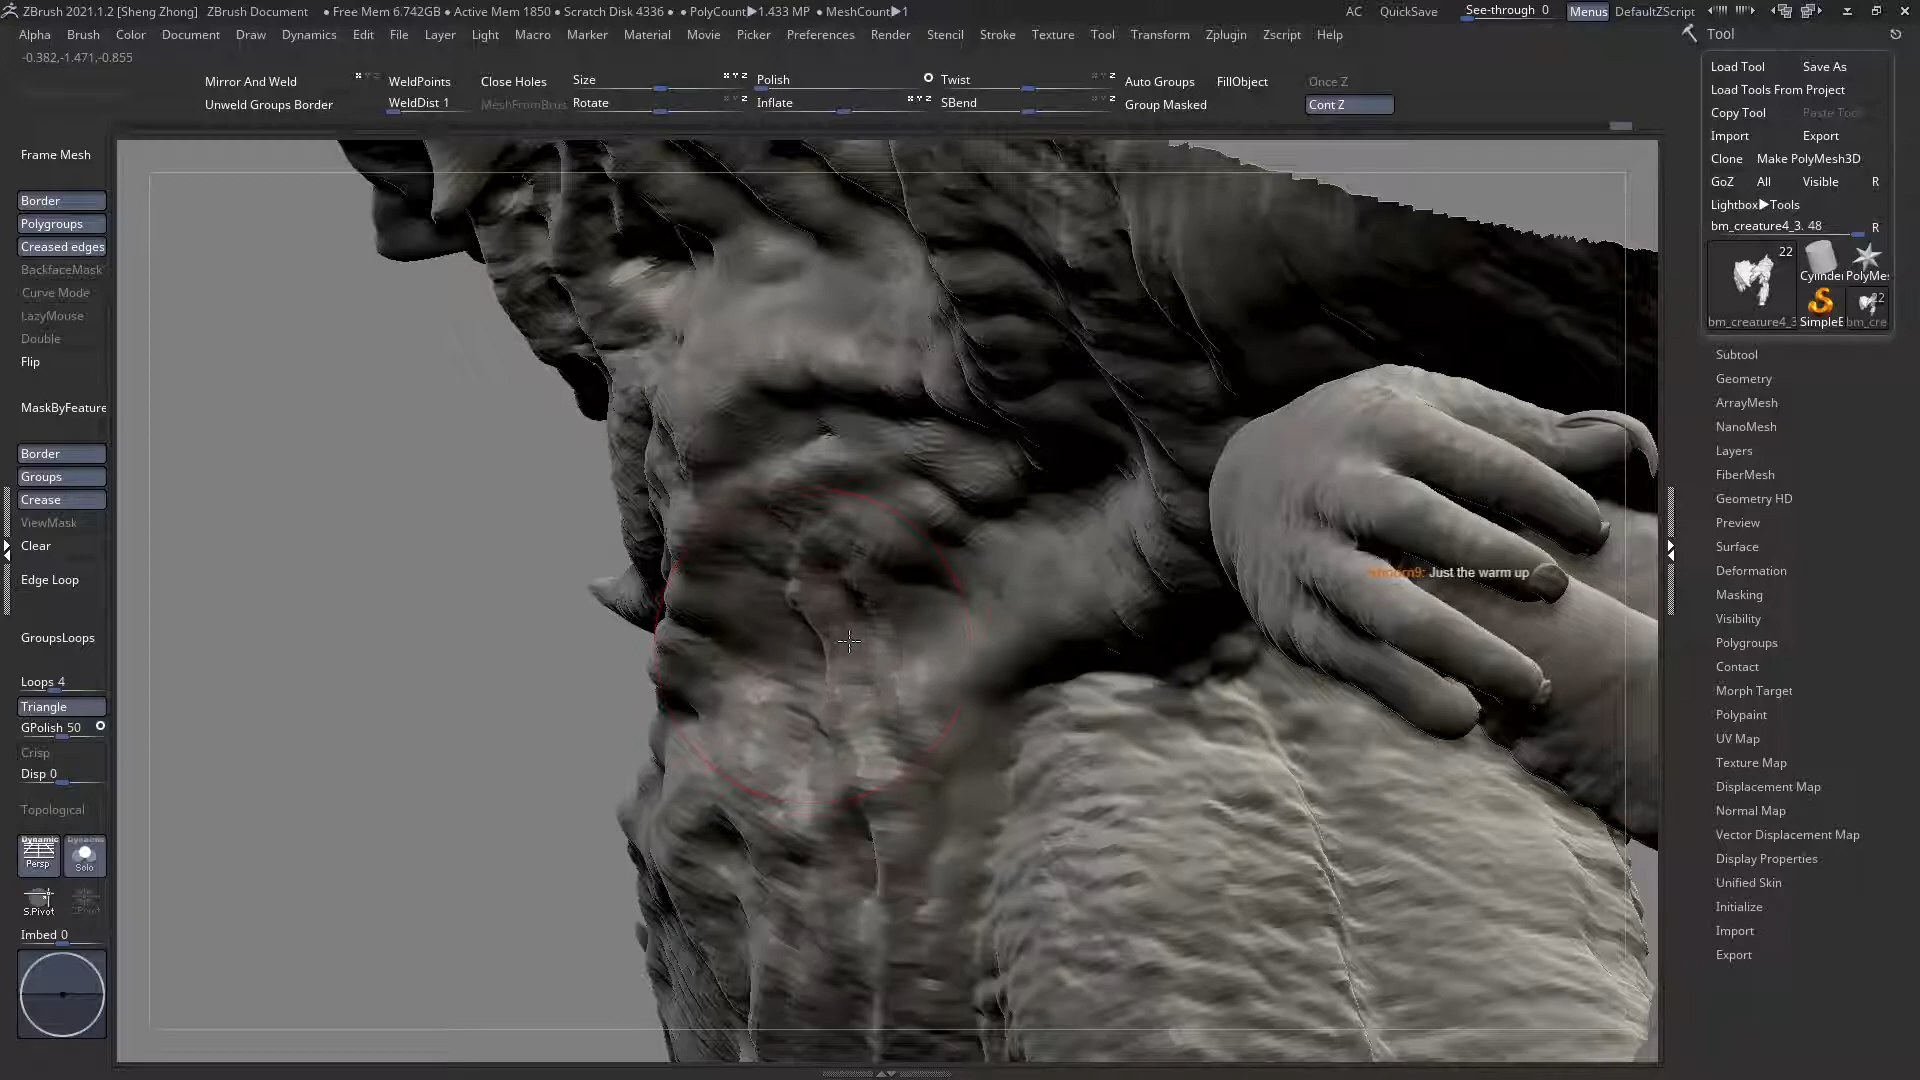 ZBrush 2021.1.2 [Sheng Zhong] ZBrush Document • Free Mem 6.742GB • Active Mem 1850 • Scratch Disk 4336 • • PolyCount▶1.433 MP • MeshCount▶1 AC QuickSave See-through 0 Menus DefaultZScript
Alpha Brush Color Document Draw Dynamics Edit File Layer Light Macro Marker Material Movie Picker Preferences Render Stencil Stroke Texture Tool Transform Zplugin Zscript Help
-0.382,-1.471,-0.855
Mirror And Weld WeldPoints Close Holes Size Polish Twist Auto Groups FillObject Once Z
Unweld Groups Border WeldDist 1 MeshFromBrus Rotate Inflate SBend Group Masked Cont Z
Frame Mesh
Border
Polygroups
Creased edges
BackfaceMask
Curve Mode
LazyMouse
Double
Flip
MaskByFeature
Border
Groups
Crease
ViewMask
Clear
Edge Loop
GroupsLoops
Loops 4
Triangle
GPolish 50
Crisp
Disp 0
Topological
Dynamic
Persp
Solo
S.Pivot
Imbed 0
Just the warm up
Tool
Load Tool Save As
Load Tools From Project
Copy Tool Paste Too
Import Export
Clone Make PolyMesh3D
GoZ All Visible R
Lightbox▶Tools
bm_creature4_3. 48 R
22
Cylinder PolyMes
22
bm_creature4_3 SimpleE bm_cre
Subtool
Geometry
ArrayMesh
NanoMesh
Layers
FiberMesh
Geometry HD
Preview
Surface
Deformation
Masking
Visibility
Polygroups
Contact
Morph Target
Polypaint
UV Map
Texture Map
Displacement Map
Normal Map
Vector Displacement Map
Display Properties
Unified Skin
Initialize
Import
Export